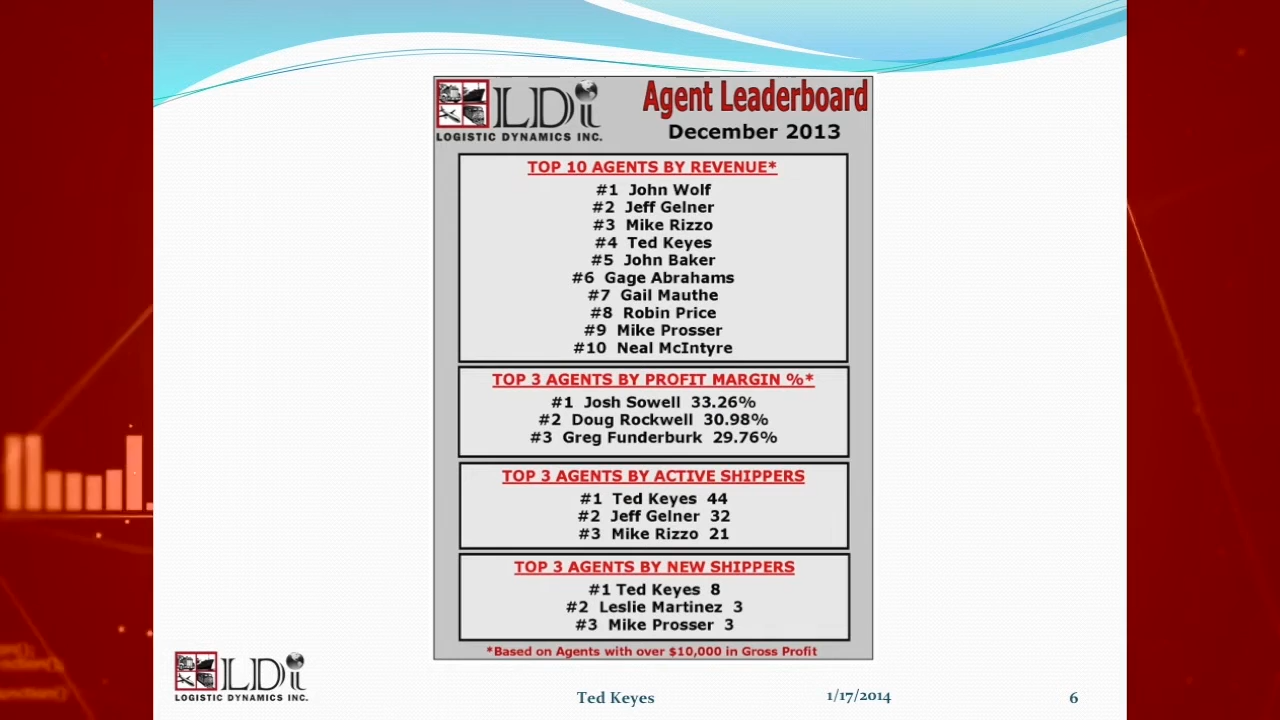 LDi
LOGISTIC DYNAMICS INC.
Agent Leaderboard
December 2013
TOP 10 AGENTS BY REVENUE*
#1 John Wolf
#2 Jeff Gelner
#3 Mike Rizzo
#4 Ted Keyes
#5 John Baker
#6 Gage Abrahams
#7 Gail Mauthe
#8 Robin Price
#9 Mike Prosser
#10 Neal McIntyre
TOP 3 AGENTS BY PROFIT MARGIN %*
#1 Josh Sowell 33.26%
#2 Doug Rockwell 30.98%
#3 Greg Funderburk 29.76%
TOP 3 AGENTS BY ACTIVE SHIPPERS
#1 Ted Keyes 44
#2 Jeff Gelner 32
#3 Mike Rizzo 21
TOP 3 AGENTS BY NEW SHIPPERS
#1 Ted Keyes 8
#2 Leslie Martinez 3
#3 Mike Prosser 3
*Based on Agents with over $10,000 in Gross Profit
LDi
LOGISTIC DYNAMICS INC.
Ted Keyes
1/17/2014
6